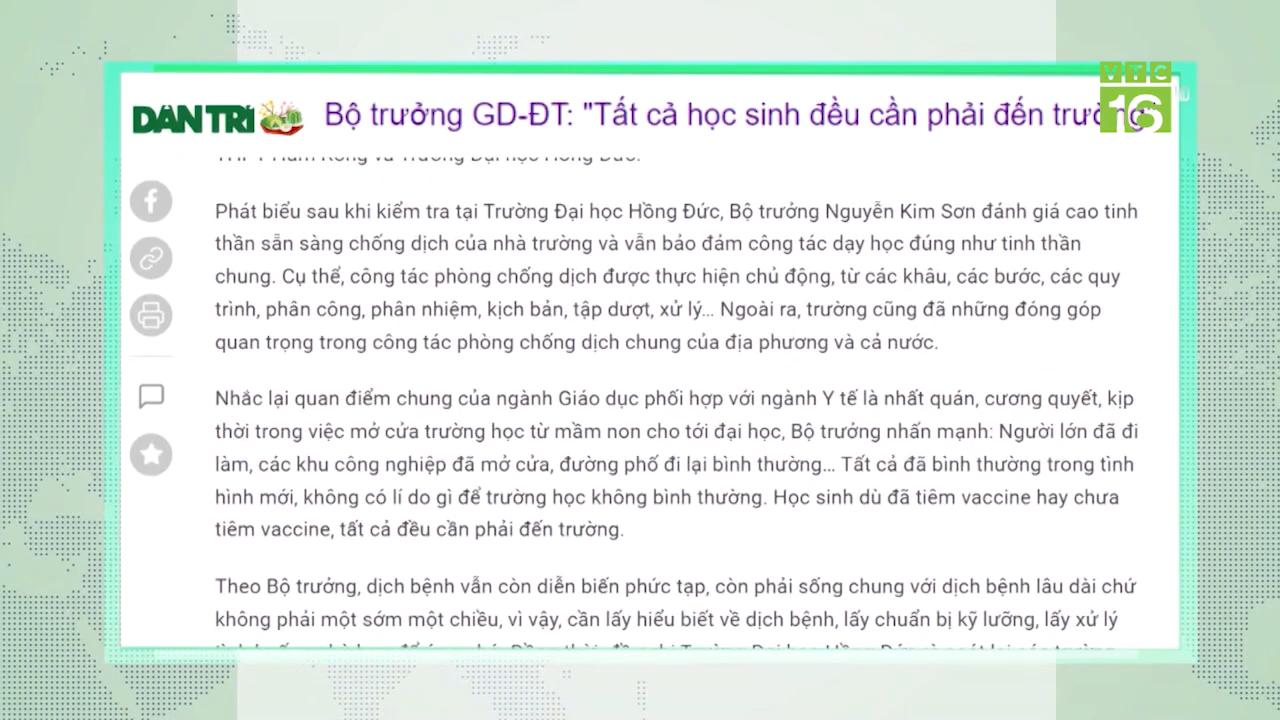 VTC
16
DÂN TRÍ
Bộ trưởng GD-ĐT: "Tất cả học sinh đều cần phải đến trường"
Phát biểu sau khi kiểm tra tại Trường Đại học Hồng Đức, Bộ trưởng Nguyễn Kim Sơn đánh giá cao tinh
thần sẵn sàng chống dịch của nhà trường và vẫn bảo đảm công tác dạy học đúng như tinh thần
chung. Cụ thể, công tác phòng chống dịch được thực hiện chủ động, từ các khâu, các bước, các quy
trình, phân công, phân nhiệm, kịch bản, tập dượt, xử lý... Ngoài ra, trường cũng đã những đóng góp
quan trọng trong công tác phòng chống dịch chung của địa phương và cả nước.
Nhắc lại quan điểm chung của ngành Giáo dục phối hợp với ngành Y tế là nhất quán, cương quyết, kịp
thời trong việc mở cửa trường học từ mầm non cho tới đại học, Bộ trưởng nhấn mạnh: Người lớn đã đi
làm, các khu công nghiệp đã mở cửa, đường phố đi lại bình thường... Tất cả đã bình thường trong tình
hình mới, không có lí do gì để trường học không bình thường. Học sinh dù đã tiêm vaccine hay chưa
tiêm vaccine, tất cả đều cần phải đến trường.
Theo Bộ trưởng, dịch bệnh vẫn còn diễn biến phức tạp, còn phải sống chung với dịch bệnh lâu dài chứ
không phải một sớm một chiều, vì vậy, cần lấy hiểu biết về dịch bệnh, lấy chuẩn bị kỹ lưỡng, lấy xử lý